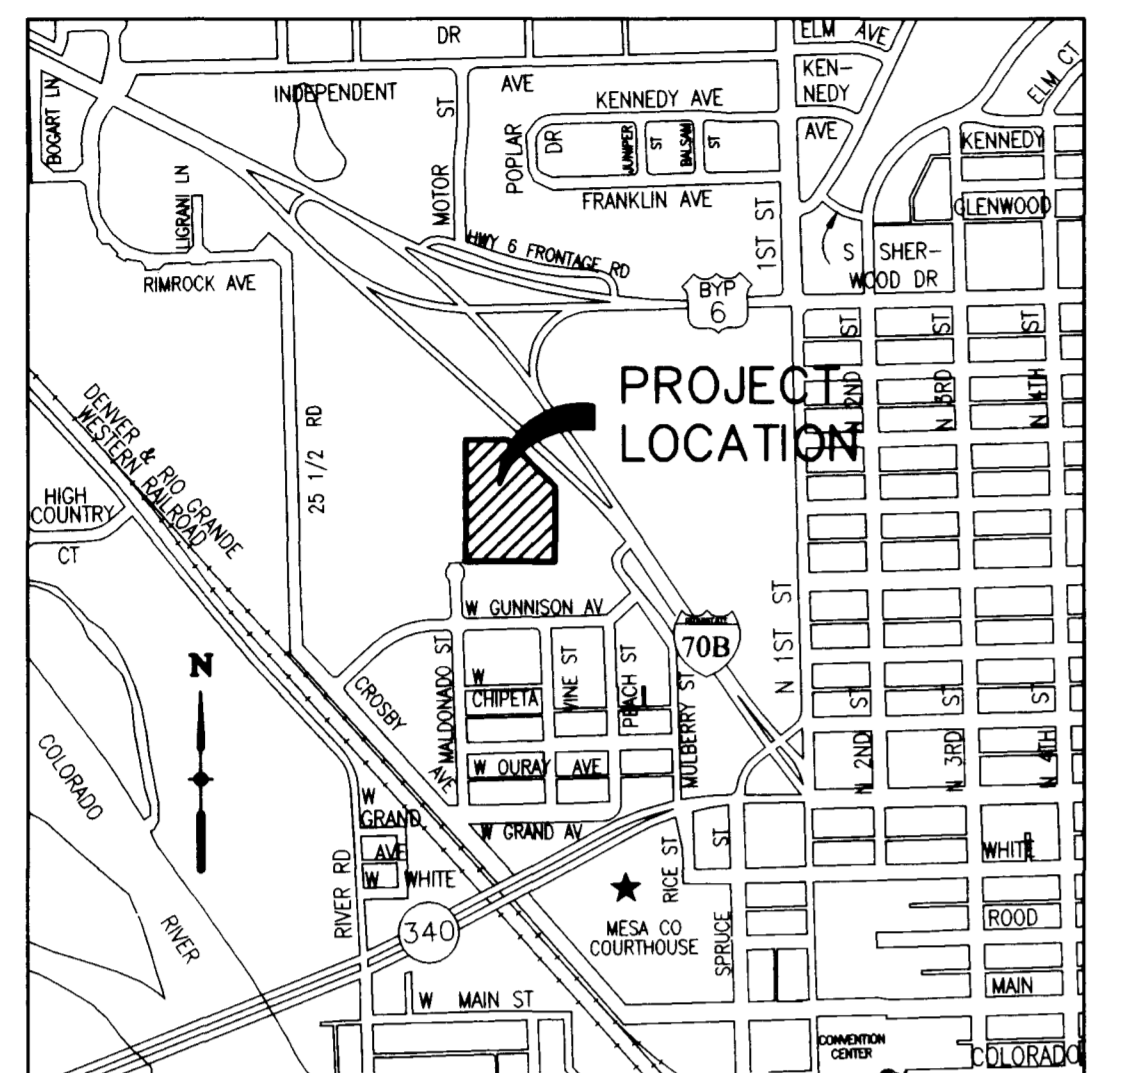 DR
ELM AVE
BOGART LN
INDEPENDENT
AVE
KEN-
NEDY
AVE
ELM CT
KENNEDY AVE
MOTOR ST
POPLAR
DR
JUNIPER
ST
BALSAM
ST
KENNEDY
FRANKLIN AVE
GLENWOOD
LIGRANI LN
1ST ST
HWY 6 FRONTAGE RD
S
SHER-
WOOD DR
RIMROCK AVE
BYP
6
ST
ST
ST
PROJECT
LOCATION
N 2ND
N 3RD
N 4TH
DENVER & RIO GRANDE
WESTERN RAILROAD
25 1/2 RD
HIGH
COUNTRY
CT
W GUNNISON AV
70B
N 1ST ST
N
MALDONADO ST
W
CHIPETA
VINE ST
PEACH ST
MULBERRY ST
CROSBY
AVE
ST
ST
ST
N 2ND
N 3RD
N 4TH
COLORADO
RIVER
W OURAY AVE
W
GRAND
AVE
W GRAND AV
W WHITE
RIVER RD
340
RICE ST
ST
SPRUCE
WHITE
MESA CO
COURTHOUSE
ROOD
W MAIN ST
MAIN
CONVENTION
CENTER
COLORADO